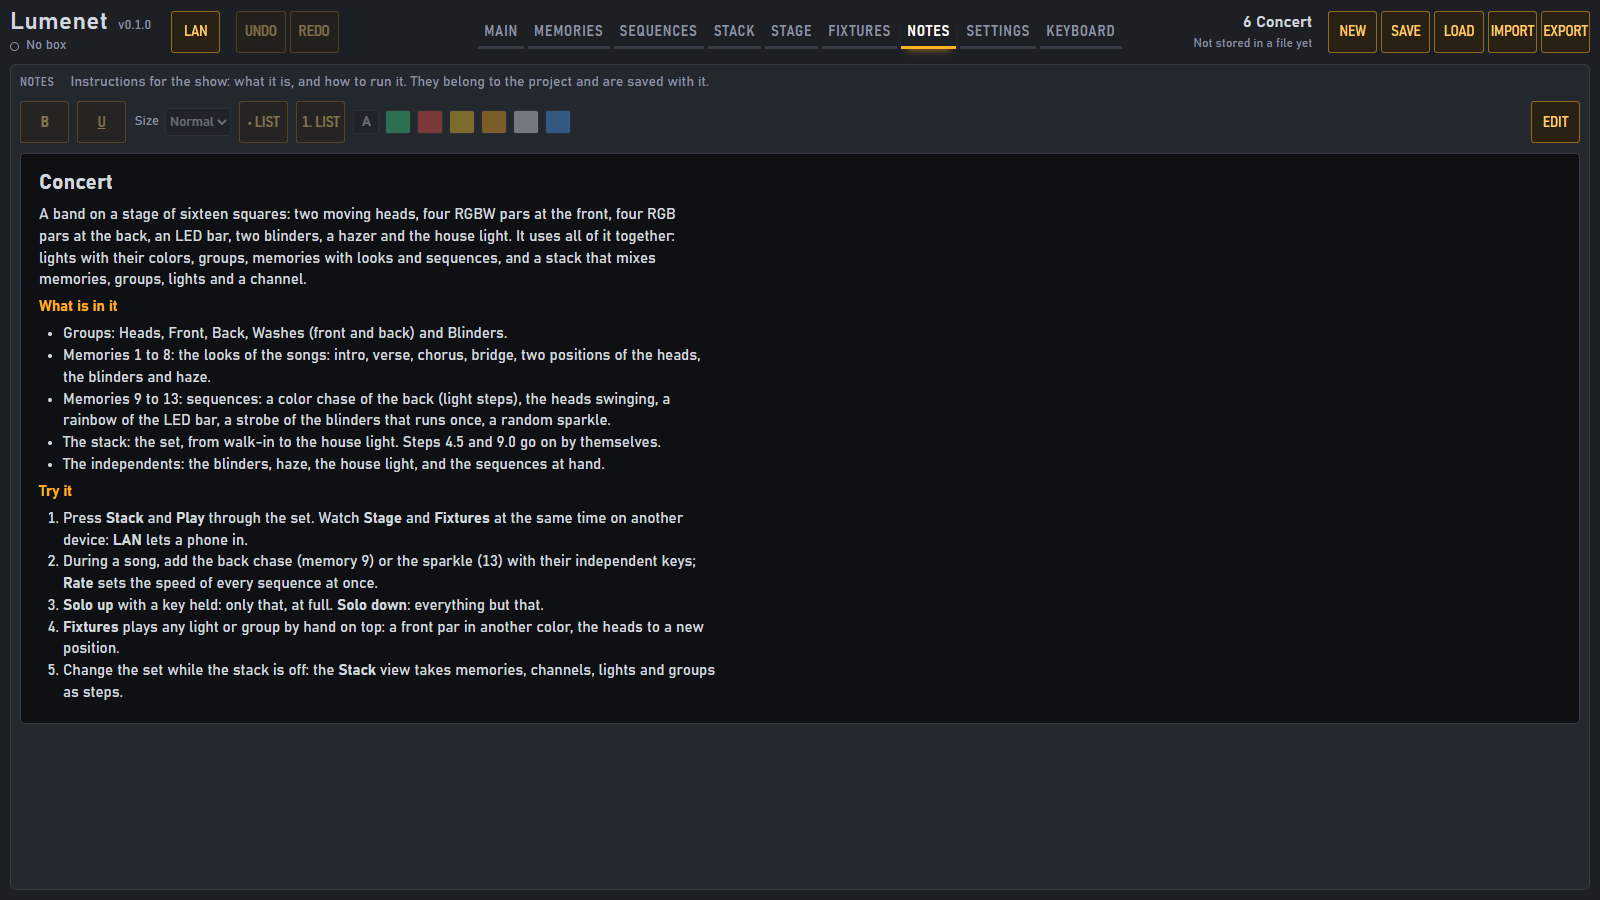 Lumenet v0.1.0
No box
LAN
UNDO
REDO
MAIN
MEMORIES
SEQUENCES
STACK
STAGE
FIXTURES
NOTES
SETTINGS
KEYBOARD
6 Concert
Not stored in a file yet
NEW
SAVE
LOAD
IMPORT
EXPORT
NOTES Instructions for the show: what it is, and how to run it. They belong to the project and are saved with it.
B
U
Size Normal
• LIST
1. LIST
A
EDIT
Concert
A band on a stage of sixteen squares: two moving heads, four RGBW pars at the front, four RGB
pars at the back, an LED bar, two blinders, a hazer and the house light. It uses all of it together:
lights with their colors, groups, memories with looks and sequences, and a stack that mixes
memories, groups, lights and a channel.
What is in it
• Groups: Heads, Front, Back, Washes (front and back) and Blinders.
• Memories 1 to 8: the looks of the songs: intro, verse, chorus, bridge, two positions of the heads,
the blinders and haze.
• Memories 9 to 13: sequences: a color chase of the back (light steps), the heads swinging, a
rainbow of the LED bar, a strobe of the blinders that runs once, a random sparkle.
• The stack: the set, from walk-in to the house light. Steps 4.5 and 9.0 go on by themselves.
• The independents: the blinders, haze, the house light, and the sequences at hand.
Try it
1. Press Stack and Play through the set. Watch Stage and Fixtures at the same time on another
device: LAN lets a phone in.
2. During a song, add the back chase (memory 9) or the sparkle (13) with their independent keys;
Rate sets the speed of every sequence at once.
3. Solo up with a key held: only that, at full. Solo down: everything but that.
4. Fixtures plays any light or group by hand on top: a front par in another color, the heads to a new
position.
5. Change the set while the stack is off: the Stack view takes memories, channels, lights and groups
as steps.